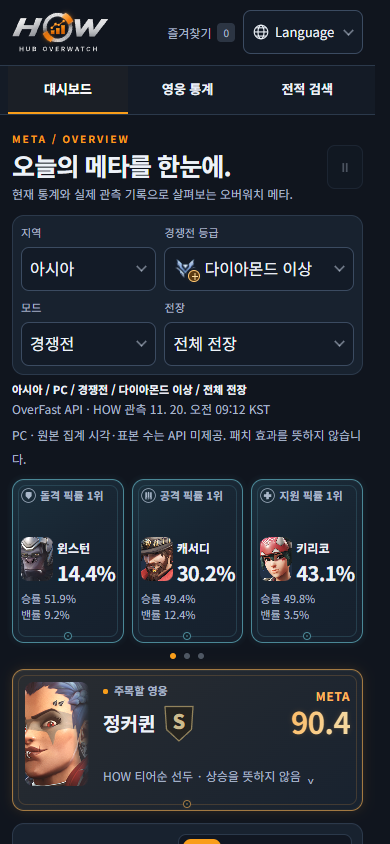 HOW
HUB OVERWATCH
즐겨찾기 0
Language
대시보드 영웅 통계 전적 검색
META / OVERVIEW
오늘의 메타를 한눈에.
현재 통계와 실제 관측 기록으로 살펴보는 오버워치 메타.
지역 경쟁전 등급
아시아 다이아몬드 이상
모드 전장
경쟁전 전체 전장
아시아 / PC / 경쟁전 / 다이아몬드 이상 / 전체 전장
OverFast API · HOW 관측 11. 20. 오전 09:12 KST
PC · 원본 집계 시각·표본 수는 API 미제공. 패치 효과를 뜻하지 않습니
다.
돌격 픽률 1위 공격 픽률 1위 지원 픽률 1위
윈스턴 캐서디 키리코
14.4% 30.2% 43.1%
승률 51.9% 승률 49.4% 승률 49.8%
밴률 9.2% 밴률 12.4% 밴률 3.5%
주목할 영웅
META
정커퀸 S 90.4
HOW 티어순 선두 · 상승을 뜻하지 않음